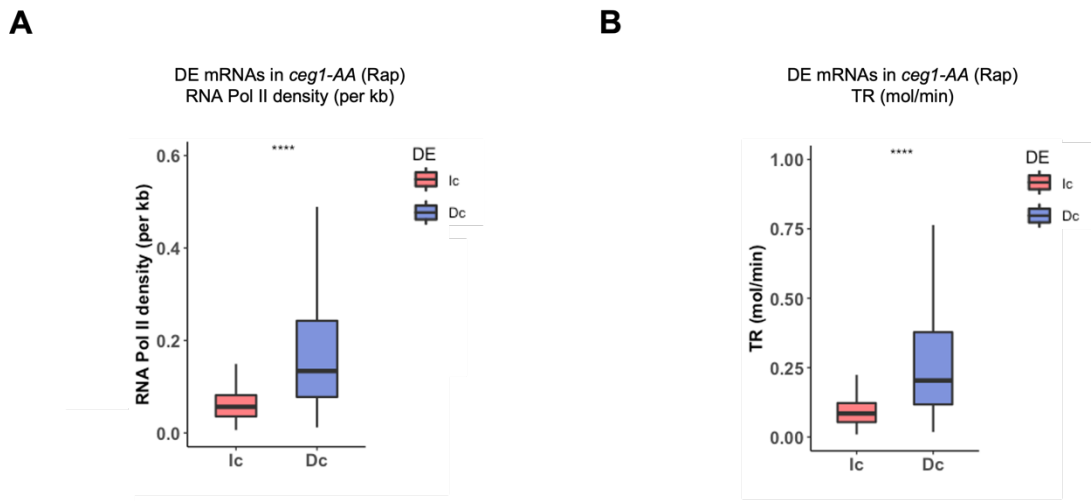 A
DE mRNAs in ceg1-AA (Rap)
RNA Pol II density (per kb)
RNA Pol II density (per kb)
0.6
0.4
0.2
0.0
****
DE
Ic
Dc
Ic
Dc
B
DE mRNAs in ceg1-AA (Rap)
TR (mol/min)
TR (mol/min)
1.00
0.75
0.50
0.25
0.00
****
DE
Ic
Dc
Ic
Dc